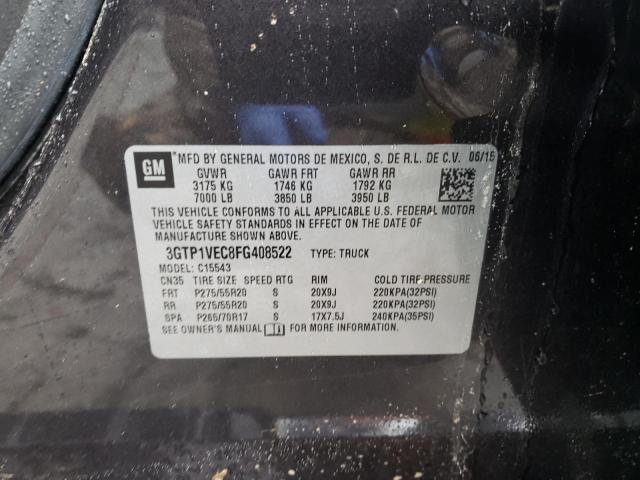 GM
MFD BY GENERAL MOTORS DE MEXICO, S. DE R.L. DE C.V. 06/15
GVWR GAWR FRT GAWR RR
3175 KG 1746 KG 1792 KG
7000 LB 3850 LB 3950 LB
THIS VEHICLE CONFORMS TO ALL APPLICABLE U.S. FEDERAL MOTOR
VEHICLE SAFETY STANDARDS IN EFFECT ON THE DATE OF
MANUFACTURE SHOWN ABOVE.
3GTP1VEC8FG408522 TYPE: TRUCK
MODEL: C15543
CN35 TIRE SIZE SPEED RTG RIM COLD TIRE PRESSURE
FRT P275/55R20 S 20X9J 220KPA(32PSI)
RR P275/55R20 S 20X9J 220KPA(32PSI)
SPA P265/70R17 S 17X7.5J 240KPA(35PSI)
SEE OWNER'S MANUAL FOR MORE INFORMATION.